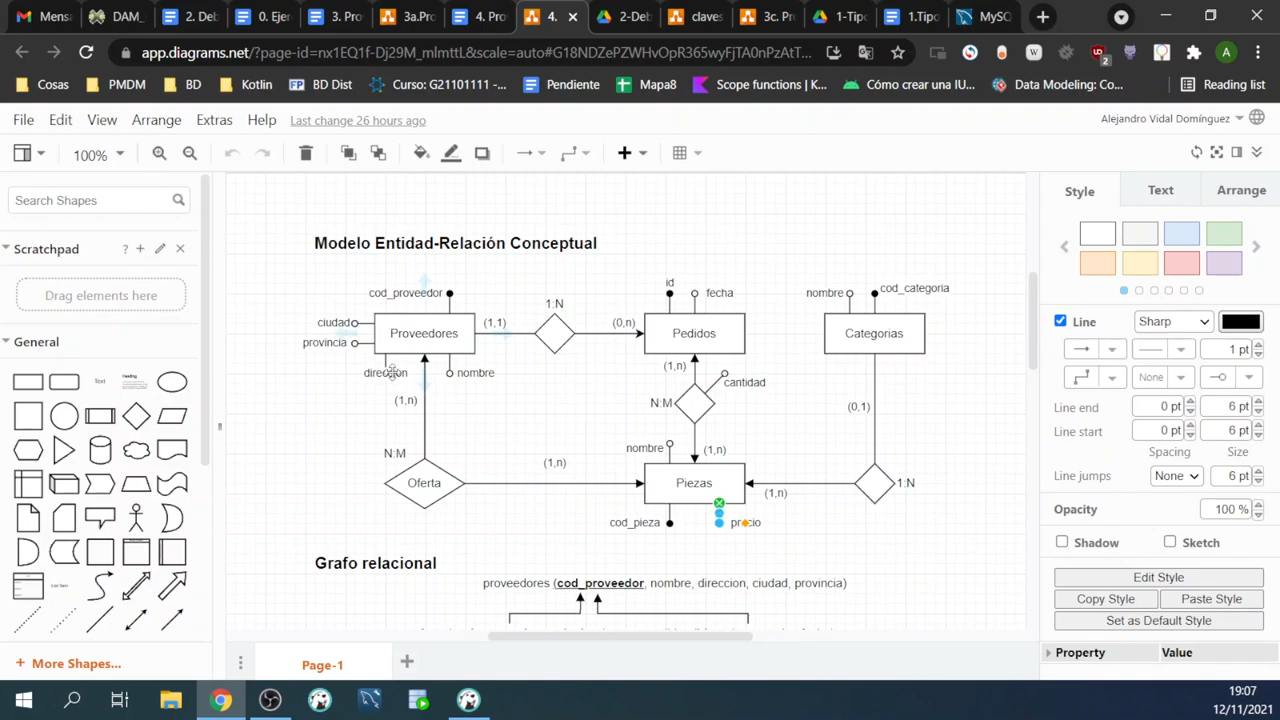 Mensa
DAM_
2. Deb
0. Ejer
3. Pro
3a.Pro
4. Prov
4.
2-Deb
claves
3c. Pr
1-Tipo
1.Tipo
MySQ
app.diagrams.net/?page-id=nx1EQ1f-Dj29M_mlmttL&scale=auto#G18NDZePZWHvOpR365wyFjTA0nPzAtT...
A
2
Cosas
PMDM
BD
Kotlin
BD Dist
Curso: G21101111 -...
Pendiente
Mapa8
Scope functions | K...
Cómo crear una IU...
Data Modeling: Co...
Reading list
File Edit View Arrange Extras Help Last change 26 hours ago
Alejandro Vidal Domínguez
100%
Search Shapes
Scratchpad
Drag elements here
General
Text
Heading
More Shapes...
Modelo Entidad-Relación Conceptual
cod_proveedor
1:N
id
fecha
nombre
cod_categoria
ciudad
provincia
Proveedores
(1,1)
(0,n)
Pedidos
Categorias
direccion
nombre
(1,n)
cantidad
(1,n)
N:M
(0,1)
N:M
(1,n)
nombre
(1,n)
Oferta
Piezas
(1,n)
1:N
cod_pieza
precio
Grafo relacional
proveedores (cod_proveedor, nombre, direccion, ciudad, provincia)
Style Text Arrange
Line
Sharp
1 pt
None
Line end 0 pt 6 pt
Line start 0 pt 6 pt
Spacing Size
Line jumps None 6 pt
Opacity 100 %
Shadow Sketch
Edit Style
Copy Style Paste Style
Set as Default Style
Property Value
Page-1
19:07
12/11/2021